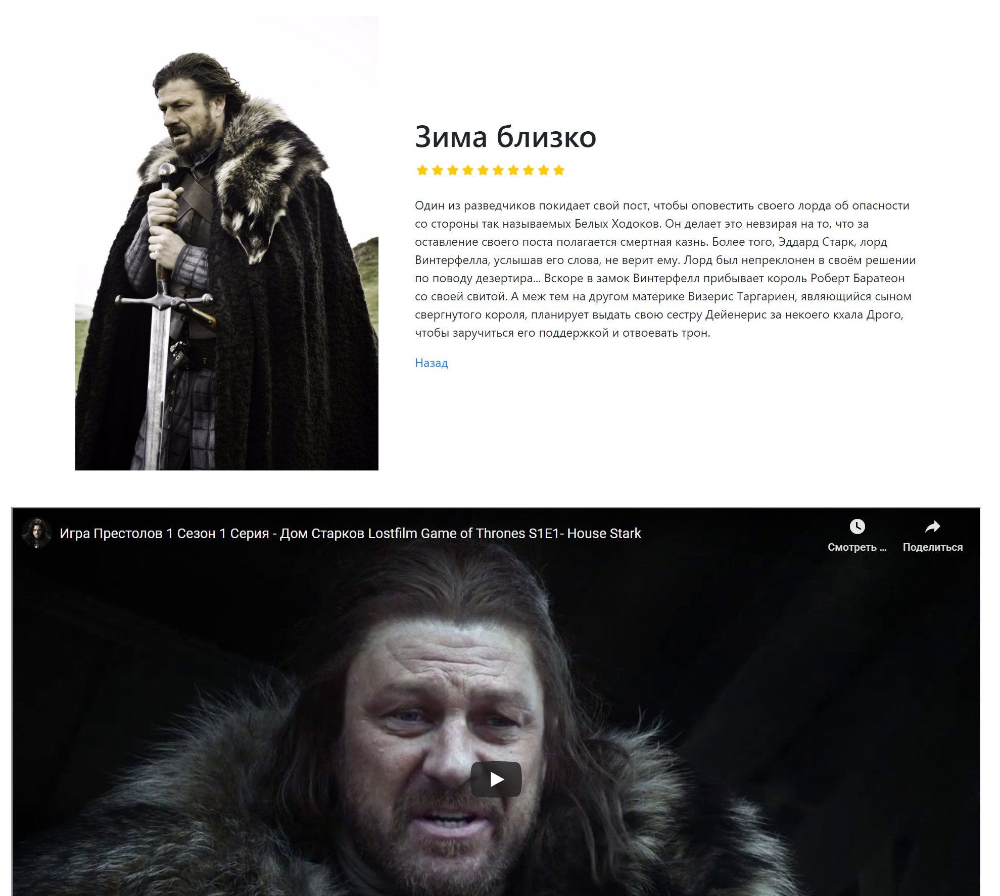 Зима близко
Один из разведчиков покидает свой пост, чтобы оповестить своего лорда об опасности
со стороны так называемых Белых Ходоков. Он делает это невзирая на то, что за
оставление своего поста полагается смертная казнь. Более того, Эддард Старк, лорд
Винтерфелла, услышав его слова, не верит ему. Лорд был непреклонен в своём решении
по поводу дезертира... Вскоре в замок Винтерфелл прибывает король Роберт Баратеон
со своей свитой. А меж тем на другом материке Визерис Таргариен, являющийся сыном
свергнутого короля, планирует выдать свою сестру Дейенерис за некоего кхала Дрого,
чтобы заручиться его поддержкой и отвоевать трон.
Назад
Игра Престолов 1 Сезон 1 Серия - Дом Старков Lostfilm Game of Thrones S1E1- House Stark
Смотреть ...
Поделиться